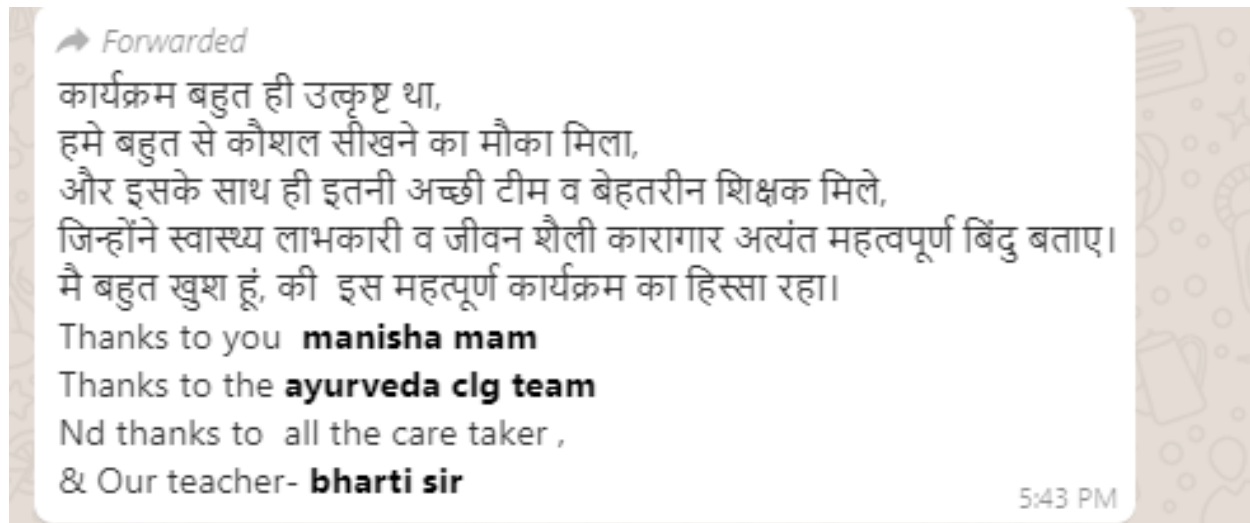 Forwarded
कार्यक्रम बहुत ही उत्कृष्ट था,
हमे बहुत से कौशल सीखने का मौका मिला,
और इसके साथ ही इतनी अच्छी टीम व बेहतरीन शिक्षक मिले,
जिन्होंने स्वास्थ्य लाभकारी व जीवन शैली कारागार अत्यंत महत्वपूर्ण बिंदु बताए।
मै बहुत खुश हूं, की  इस महत्पूर्ण कार्यक्रम का हिस्सा रहा।
Thanks to you  manisha mam
Thanks to the ayurveda clg team
Nd thanks to  all the care taker ,
& Our teacher- bharti sir
5:43 PM